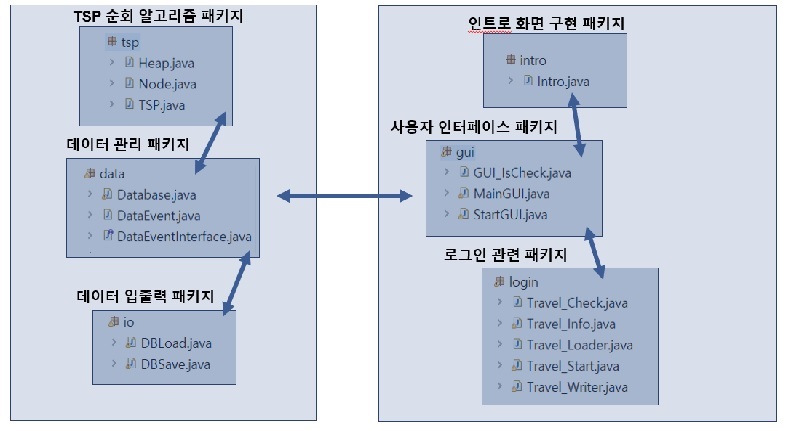 TSP 순회 알고리즘 패키지
tsp
Heap.java
Node.java
TSP.java
데이터 관리 패키지
data
Database.java
DataEvent.java
DataEventInterface.java
데이터 입출력 패키지
io
DBLoad.java
DBSave.java
인트로 화면 구현 패키지
intro
Intro.java
사용자 인터페이스 패키지
gui
GUI_IsCheck.java
MainGUI.java
StartGUI.java
로그인 관련 패키지
login
Travel_Check.java
Travel_Info.java
Travel_Loader.java
Travel_Start.java
Travel_Writer.java